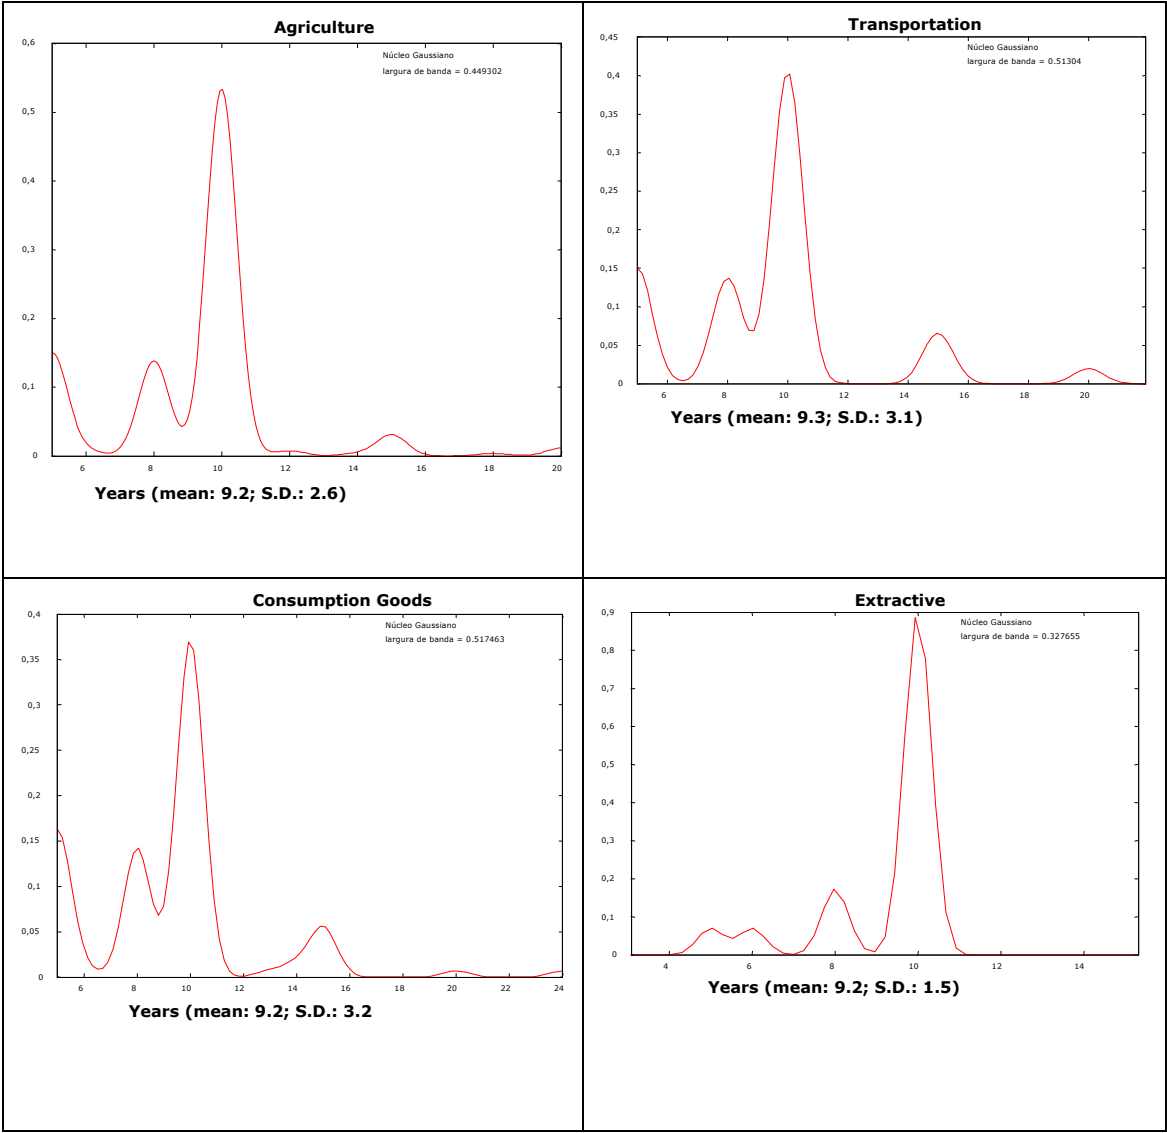 Agriculture
Núcleo Gaussiano
largura de banda = 0.449302
0,6
0,5
0,4
0,3
0,2
0,1
0
6 8 10 12 14 16 18 20
Years (mean: 9.2; S.D.: 2.6)
Transportation
Núcleo Gaussiano
largura de banda = 0.51304
0,45
0,4
0,35
0,3
0,25
0,2
0,15
0,1
0,05
0
6 8 10 12 14 16 18 20
Years (mean: 9.3; S.D.: 3.1)
Consumption Goods
Núcleo Gaussiano
largura de banda = 0.517463
0,4
0,35
0,3
0,25
0,2
0,15
0,1
0,05
0
6 8 10 12 14 16 18 20 22 24
Years (mean: 9.2; S.D.: 3.2
Extractive
Núcleo Gaussiano
largura de banda = 0.327655
0,9
0,8
0,7
0,6
0,5
0,4
0,3
0,2
0,1
0
4 6 8 10 12 14
Years (mean: 9.2; S.D.: 1.5)